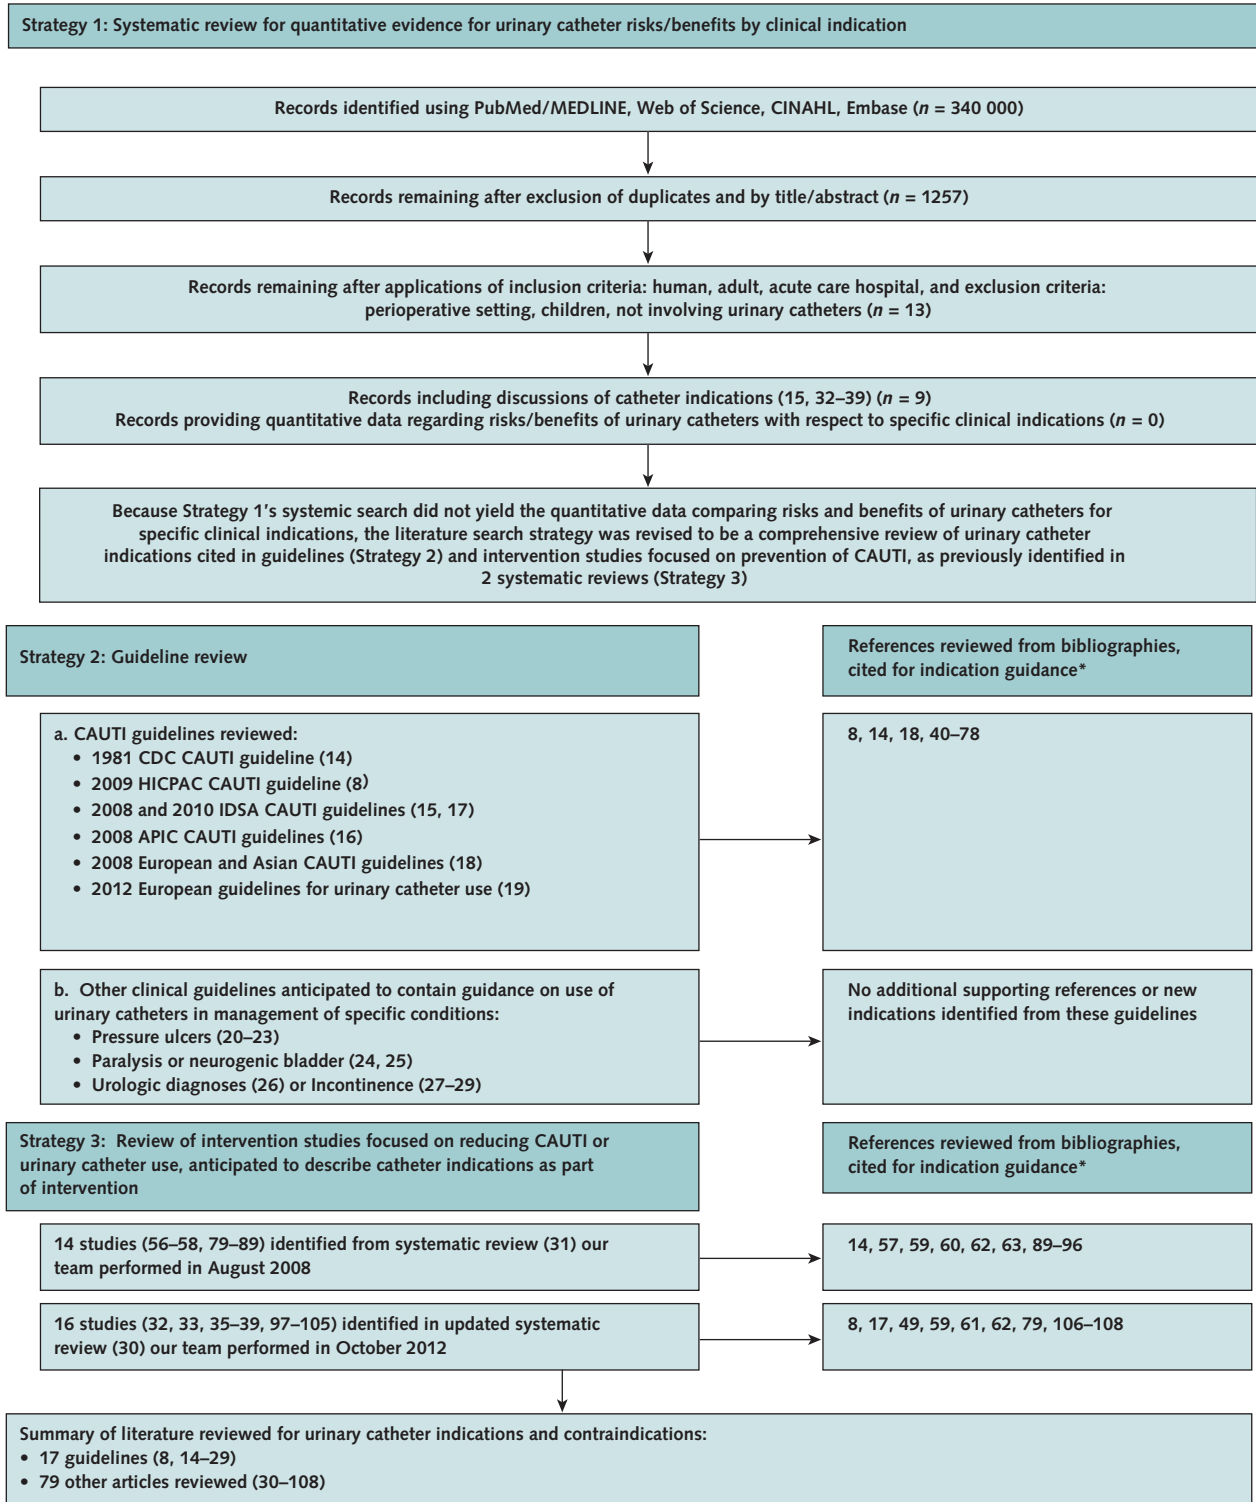 Strategy 1: Systematic review for quantitative evidence for urinary catheter risks/benefits by clinical indication
Records identified using PubMed/MEDLINE, Web of Science, CINAHL, Embase (n = 340 000)
Records remaining after exclusion of duplicates and by title/abstract (n = 1257)
Records remaining after applications of inclusion criteria: human, adult, acute care hospital, and exclusion criteria:
perioperative setting, children, not involving urinary catheters (n = 13)
Records including discussions of catheter indications (15, 32–39) (n = 9)
Records providing quantitative data regarding risks/benefits of urinary catheters with respect to specific clinical indications (n = 0)
Because Strategy 1's systemic search did not yield the quantitative data comparing risks and benefits of urinary catheters for
specific clinical indications, the literature search strategy was revised to be a comprehensive review of urinary catheter
indications cited in guidelines (Strategy 2) and intervention studies focused on prevention of CAUTI, as previously identified in
2 systematic reviews (Strategy 3)
Strategy 2: Guideline review
References reviewed from bibliographies,
cited for indication guidance*
a. CAUTI guidelines reviewed:
• 1981 CDC CAUTI guideline (14)
• 2009 HICPAC CAUTI guideline (8)
• 2008 and 2010 IDSA CAUTI guidelines (15, 17)
• 2008 APIC CAUTI guidelines (16)
• 2008 European and Asian CAUTI guidelines (18)
• 2012 European guidelines for urinary catheter use (19)
8, 14, 18, 40–78
b. Other clinical guidelines anticipated to contain guidance on use of
urinary catheters in management of specific conditions:
• Pressure ulcers (20–23)
• Paralysis or neurogenic bladder (24, 25)
• Urologic diagnoses (26) or Incontinence (27–29)
No additional supporting references or new
indications identified from these guidelines
Strategy 3: Review of intervention studies focused on reducing CAUTI or
urinary catheter use, anticipated to describe catheter indications as part
of intervention
References reviewed from bibliographies,
cited for indication guidance*
14 studies (56–58, 79–89) identified from systematic review (31) our
team performed in August 2008
14, 57, 59, 60, 62, 63, 89–96
16 studies (32, 33, 35–39, 97–105) identified in updated systematic
review (30) our team performed in October 2012
8, 17, 49, 59, 61, 62, 79, 106–108
Summary of literature reviewed for urinary catheter indications and contraindications:
• 17 guidelines (8, 14–29)
• 79 other articles reviewed (30–108)